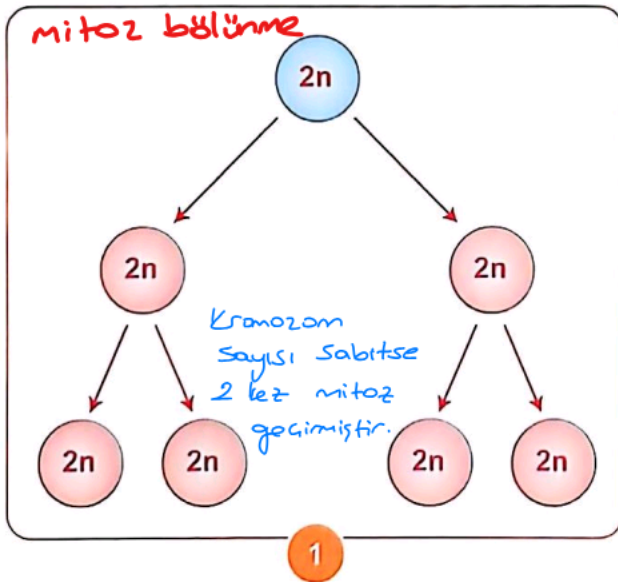 mitoz bölünme
2n
2n
2n
Kromozom
sayısı sabitse
2 kez mitoz
geçirmiştir.
2n
2n
2n
2n
1